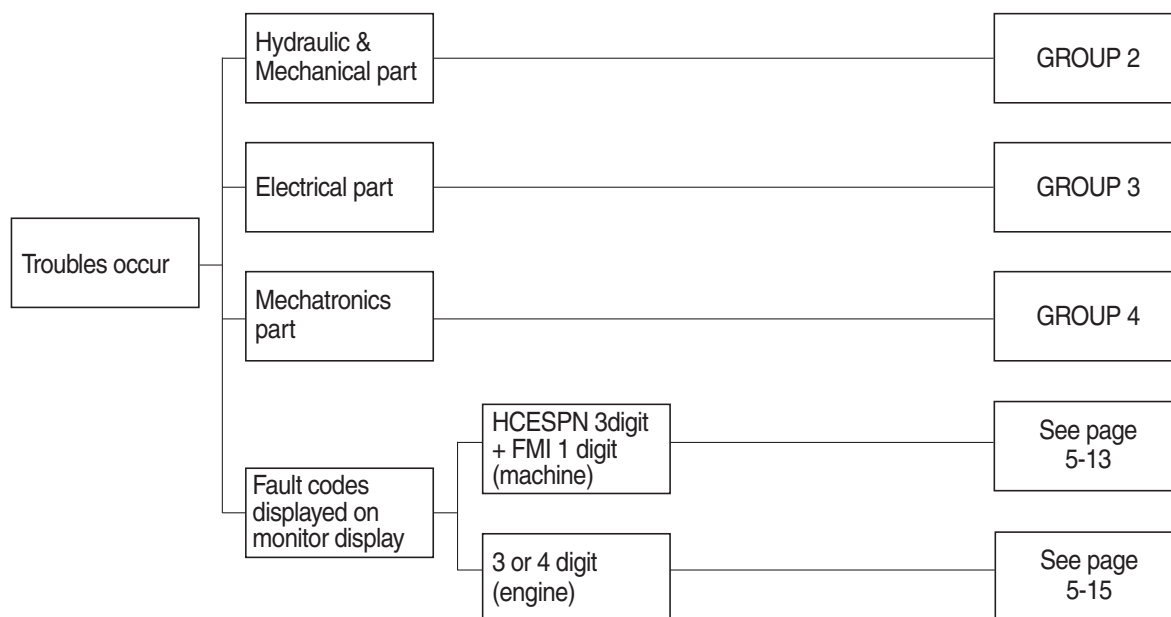 Troubles occur
Hydraulic &
Mechanical part
GROUP 2
Electrical part
GROUP 3
Mechatronics
part
GROUP 4
Fault codes
displayed on
monitor display
HCESPN 3digit
+ FMI 1 digit
(machine)
See page
5-13
3 or 4 digit
(engine)
See page
5-15